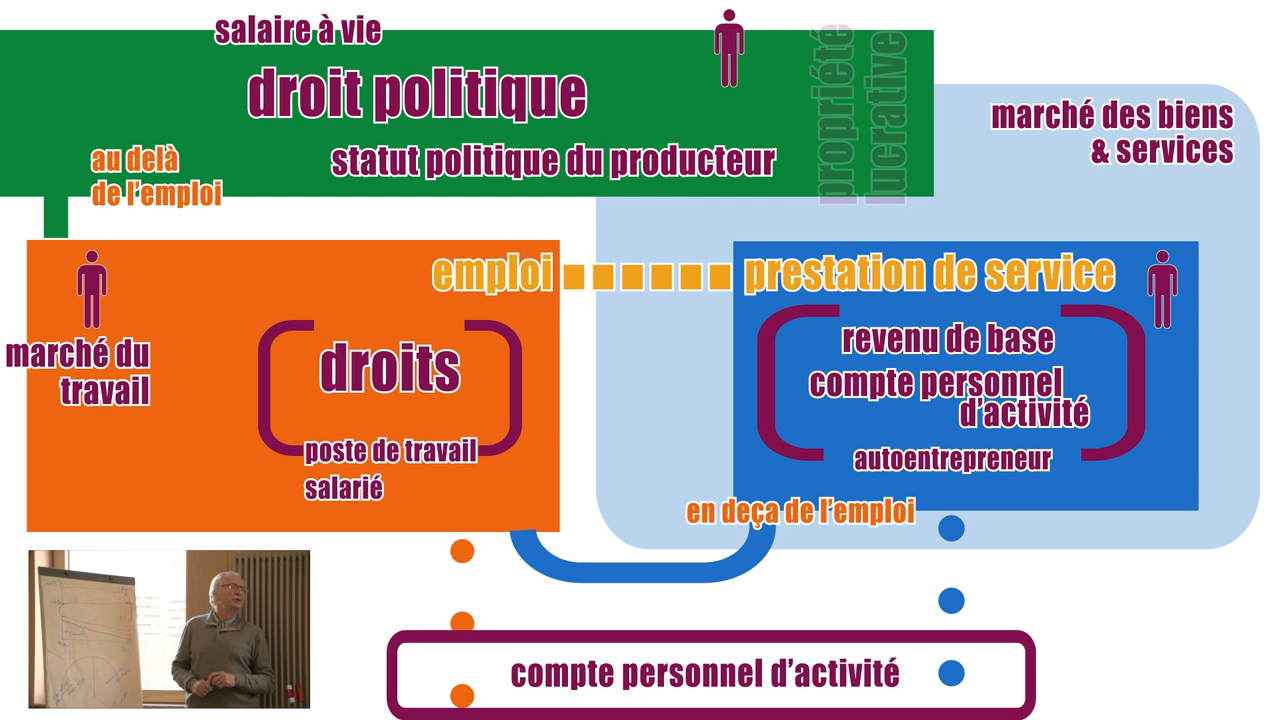 salaire à vie
droit politique
statut politique du producteur
au delà
de l'emploi
propriété
lucrative
marché des biens
& services
emploi
prestation de service
marché du
travail
droits
poste de travail
salarié
revenu de base
compte personnel
d'activité
autoentrepreneur
en deça de l'emploi
compte personnel d'activité